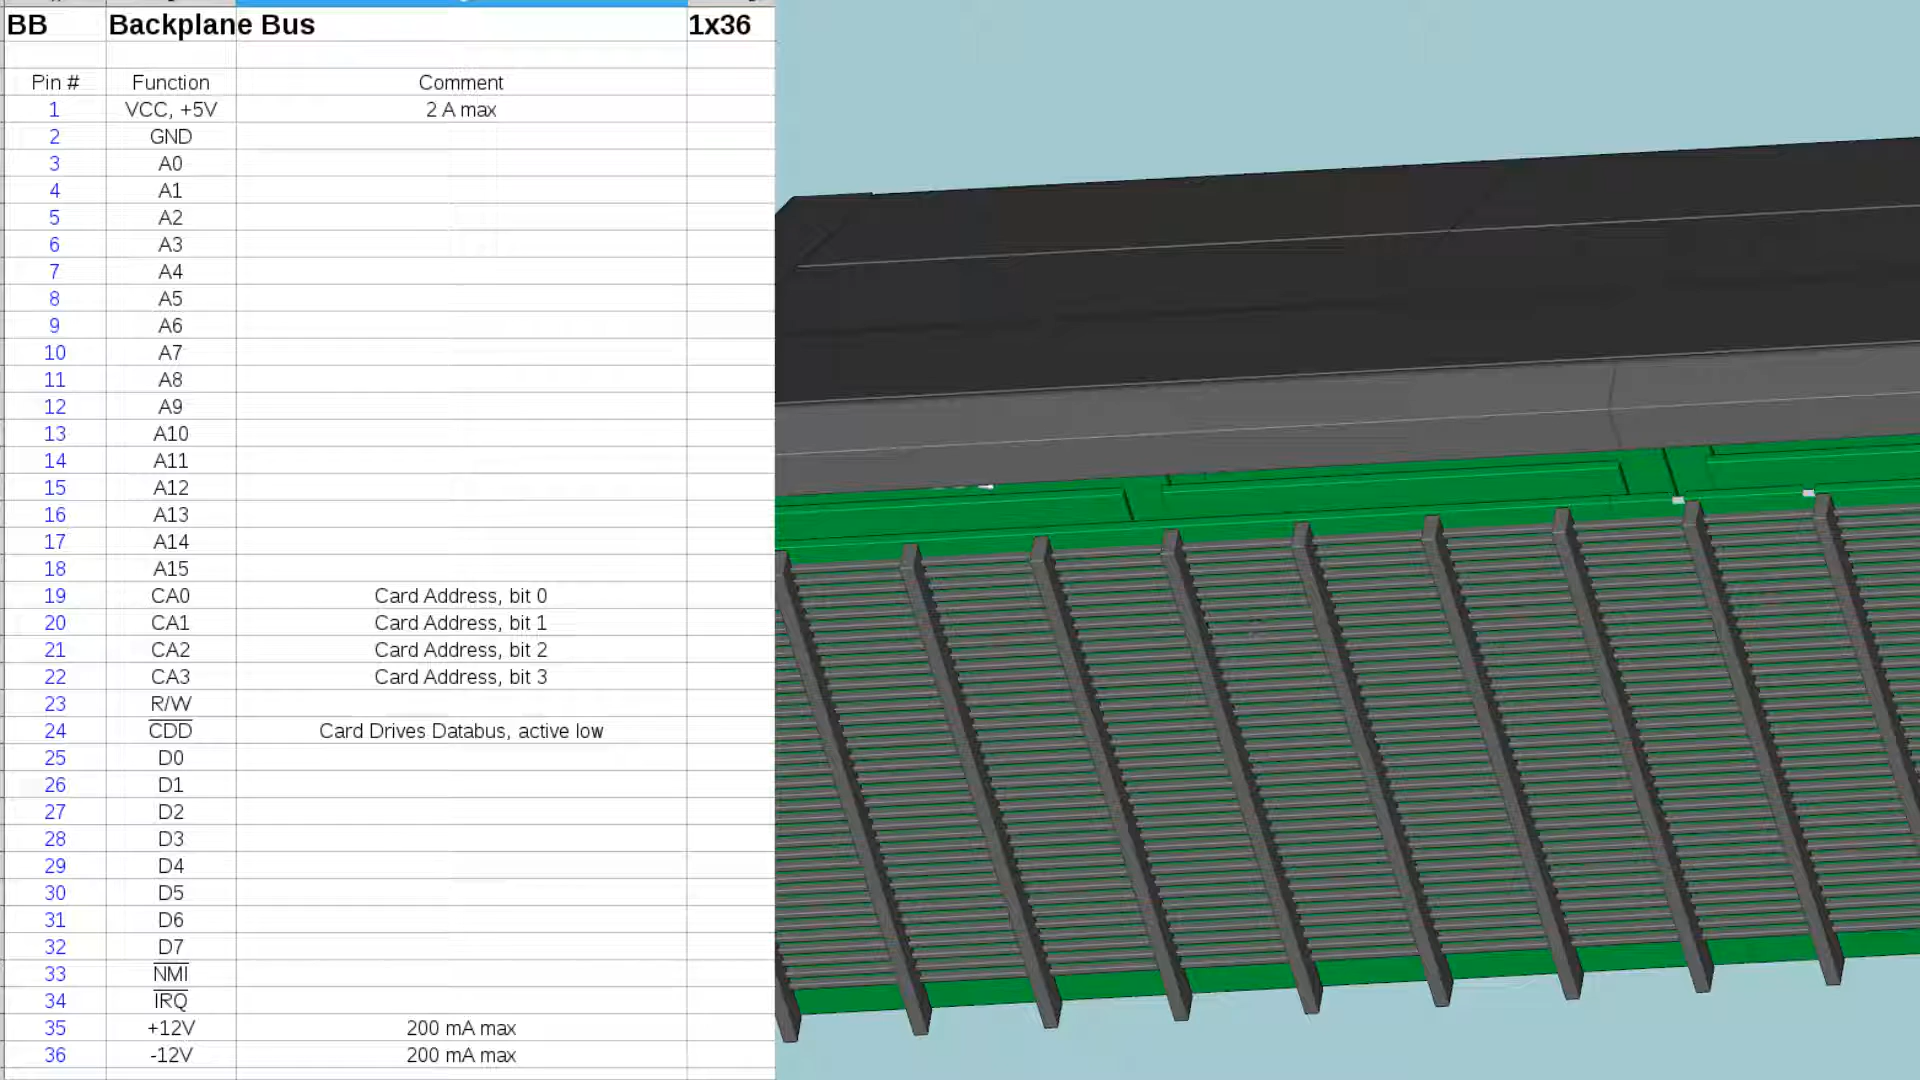 BB Backplane Bus 1x36
Pin # Function Comment
1 VCC, +5V 2 A max
2 GND
3 A0
4 A1
5 A2
6 A3
7 A4
8 A5
9 A6
10 A7
11 A8
12 A9
13 A10
14 A11
15 A12
16 A13
17 A14
18 A15
19 CA0 Card Address, bit 0
20 CA1 Card Address, bit 1
21 CA2 Card Address, bit 2
22 CA3 Card Address, bit 3
23 R/W
24 C̅D̅D̅ Card Drives Databus, active low
25 D0
26 D1
27 D2
28 D3
29 D4
30 D5
31 D6
32 D7
33 N̅M̅I̅
34 I̅R̅Q̅
35 +12V 200 mA max
36 -12V 200 mA max